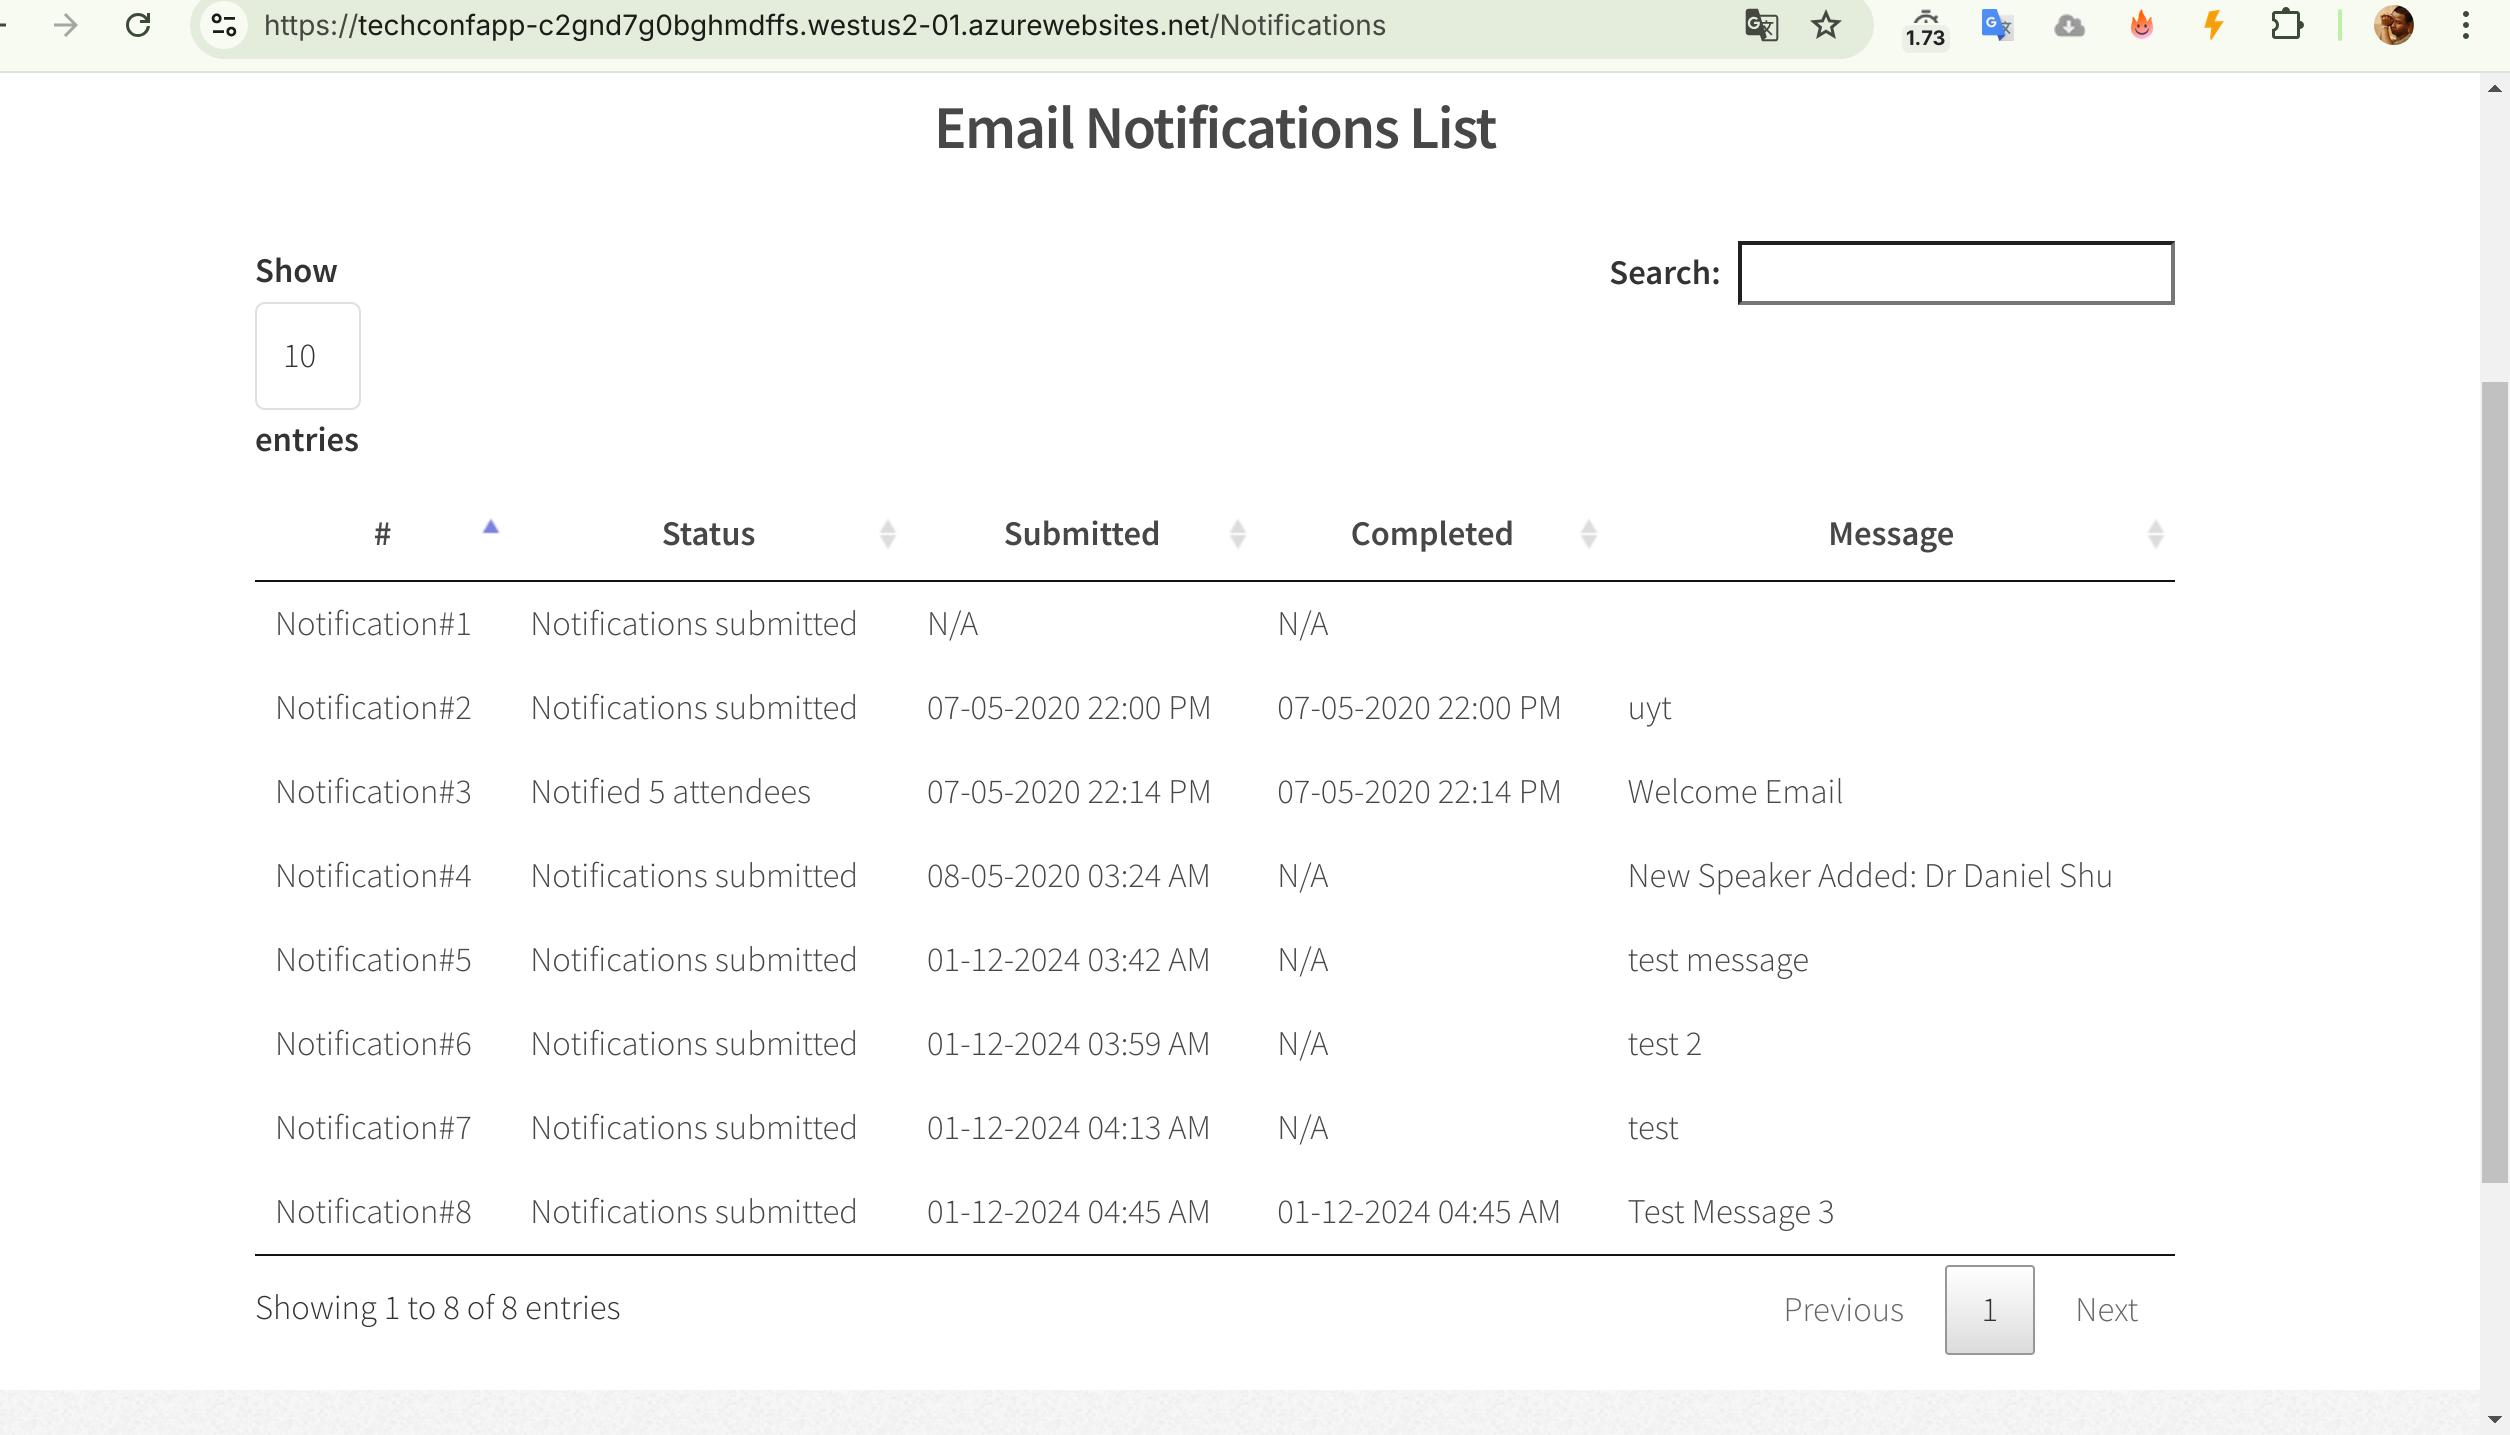 https://techconfapp-c2gnd7g0bghmdffs.westus2-01.azurewebsites.net/Notifications
1.73
Email Notifications List
Show
10
entries
Search:
# Status Submitted Completed Message
Notification#1 Notifications submitted N/A N/A
Notification#2 Notifications submitted 07-05-2020 22:00 PM 07-05-2020 22:00 PM uyt
Notification#3 Notified 5 attendees 07-05-2020 22:14 PM 07-05-2020 22:14 PM Welcome Email
Notification#4 Notifications submitted 08-05-2020 03:24 AM N/A New Speaker Added: Dr Daniel Shu
Notification#5 Notifications submitted 01-12-2024 03:42 AM N/A test message
Notification#6 Notifications submitted 01-12-2024 03:59 AM N/A test 2
Notification#7 Notifications submitted 01-12-2024 04:13 AM N/A test
Notification#8 Notifications submitted 01-12-2024 04:45 AM 01-12-2024 04:45 AM Test Message 3
Showing 1 to 8 of 8 entries
Previous 1 Next